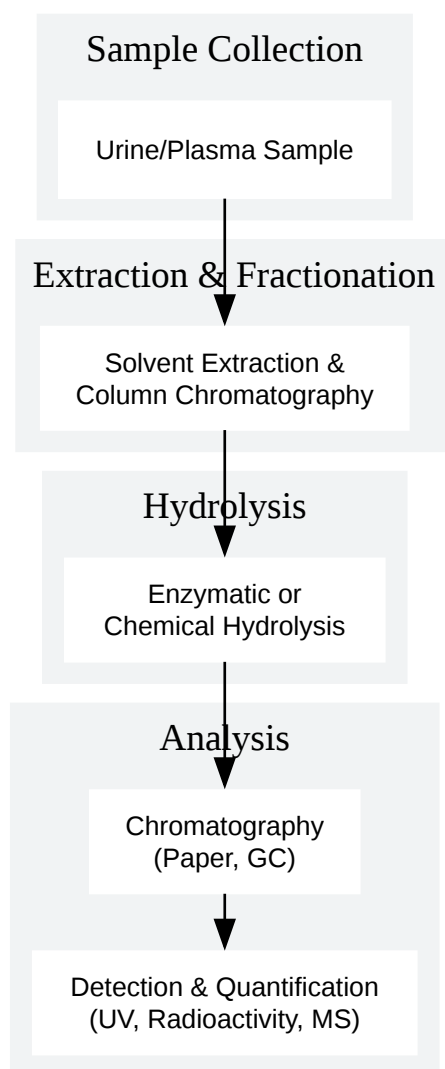 Sample Collection
Urine/Plasma Sample
Extraction & Fractionation
Solvent Extraction &
Column Chromatography
Hydrolysis
Enzymatic or
Chemical Hydrolysis
Analysis
Chromatography
(Paper, GC)
Detection & Quantification
(UV, Radioactivity, MS)